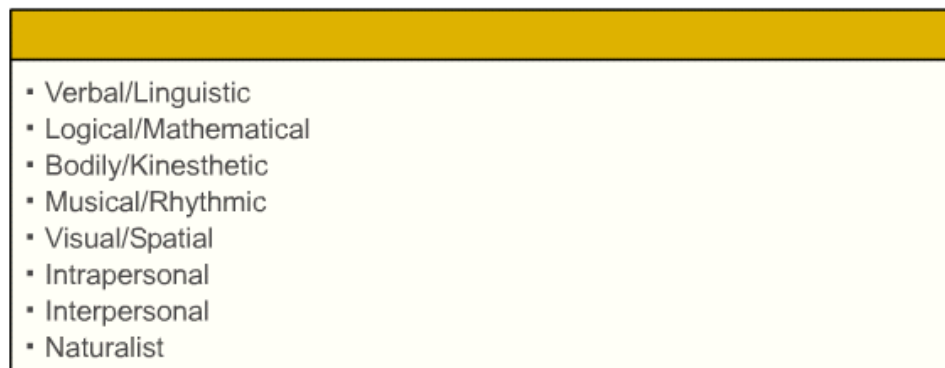 ▪ Verbal/Linguistic
▪ Logical/Mathematical
▪ Bodily/Kinesthetic
▪ Musical/Rhythmic
▪ Visual/Spatial
▪ Intrapersonal
▪ Interpersonal
▪ Naturalist